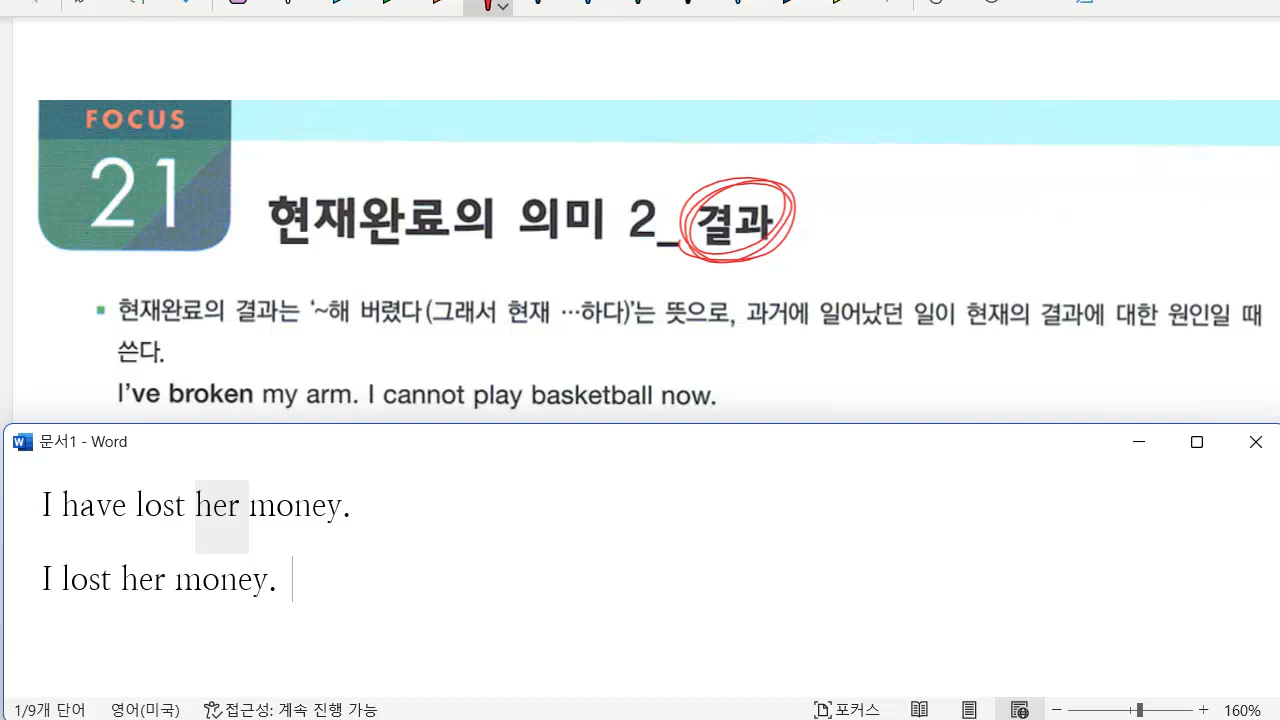 FOCUS
21
현재완료의 의미 2_결과
현재완료의 결과는 '~해 버렸다(그래서 현재 …하다)'는 뜻으로, 과거에 일어났던 일이 현재의 결과에 대한 원인일 때
쓴다.
I've broken my arm. I cannot play basketball now.
문서1 - Word
I have lost her money.
I lost her money.
1/9개 단어 영어(미국) 접근성: 계속 진행 가능 포커스 160%